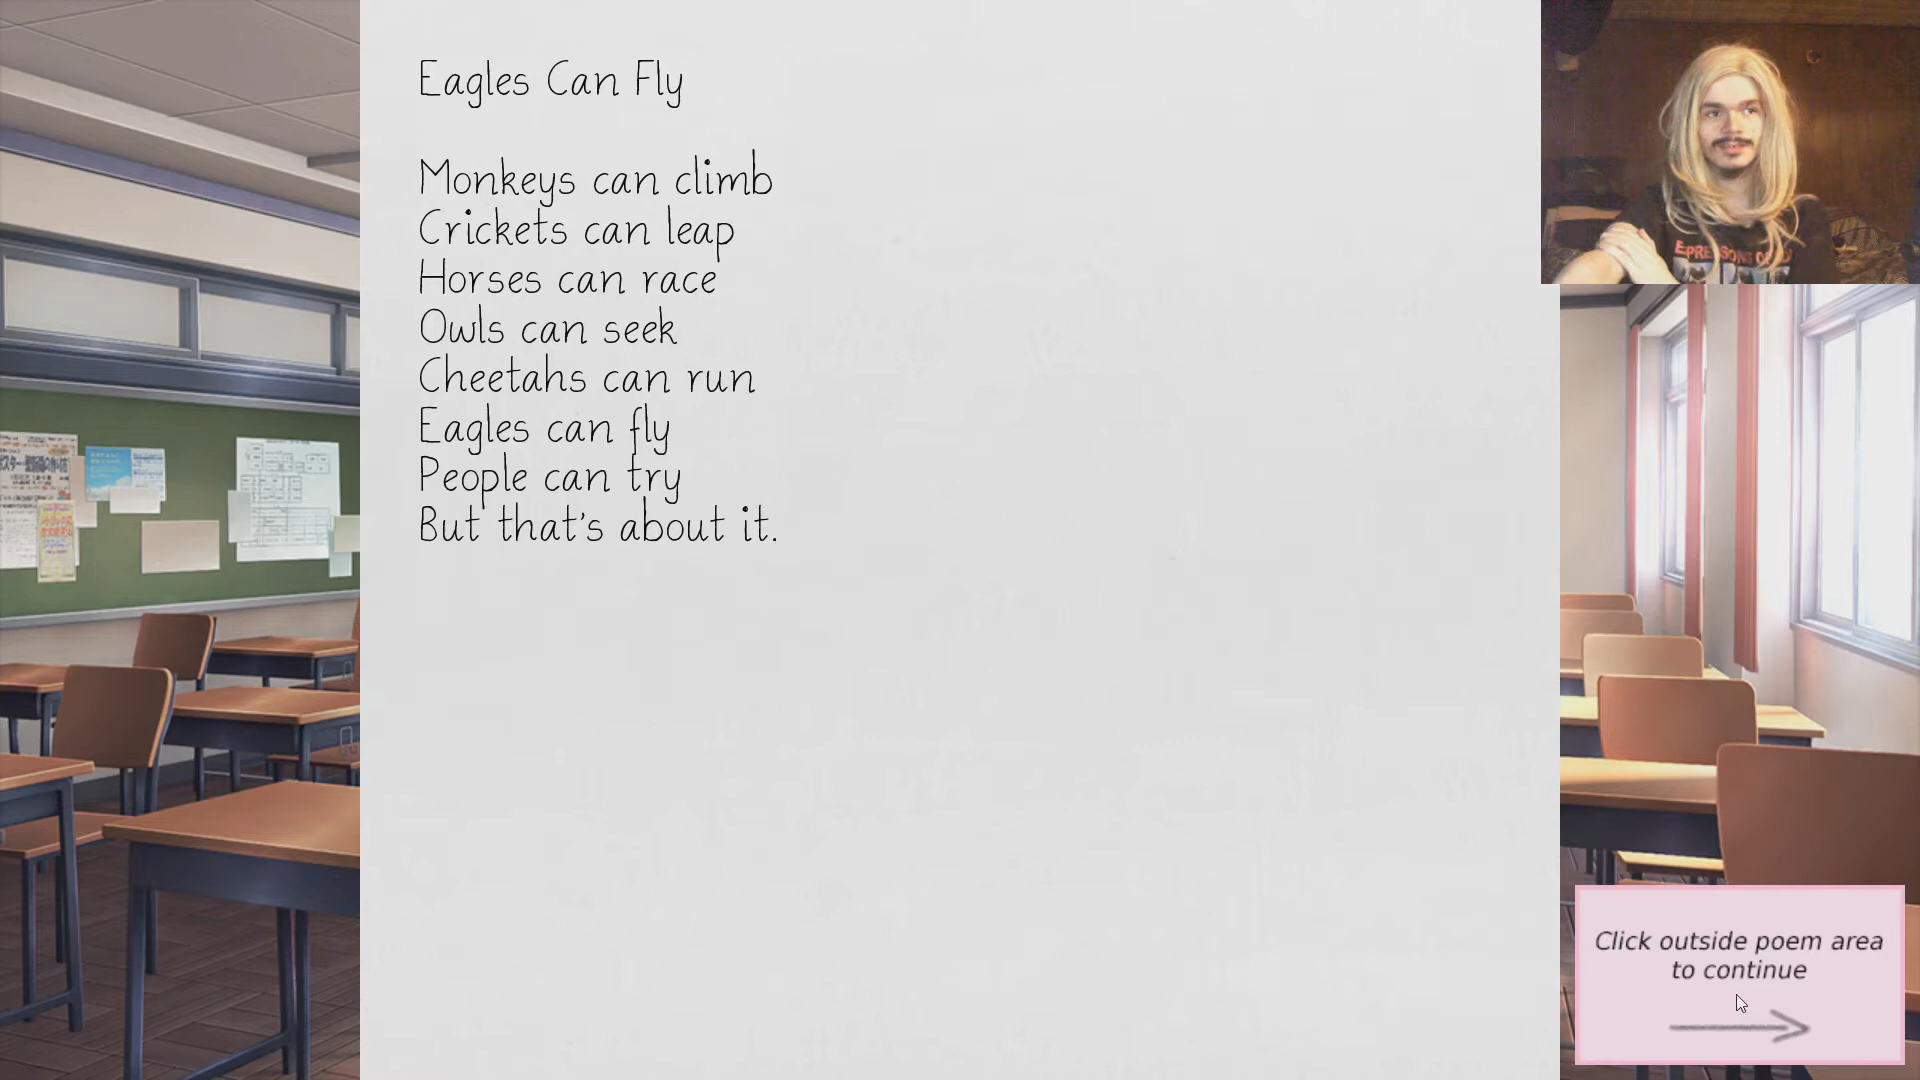 Eagles Can Fly
Monkeys can climb
Crickets can leap
Horses can race
Owls can seek
Cheetahs can run
Eagles can fly
People can try
But that's about it.
Click outside poem area
to continue